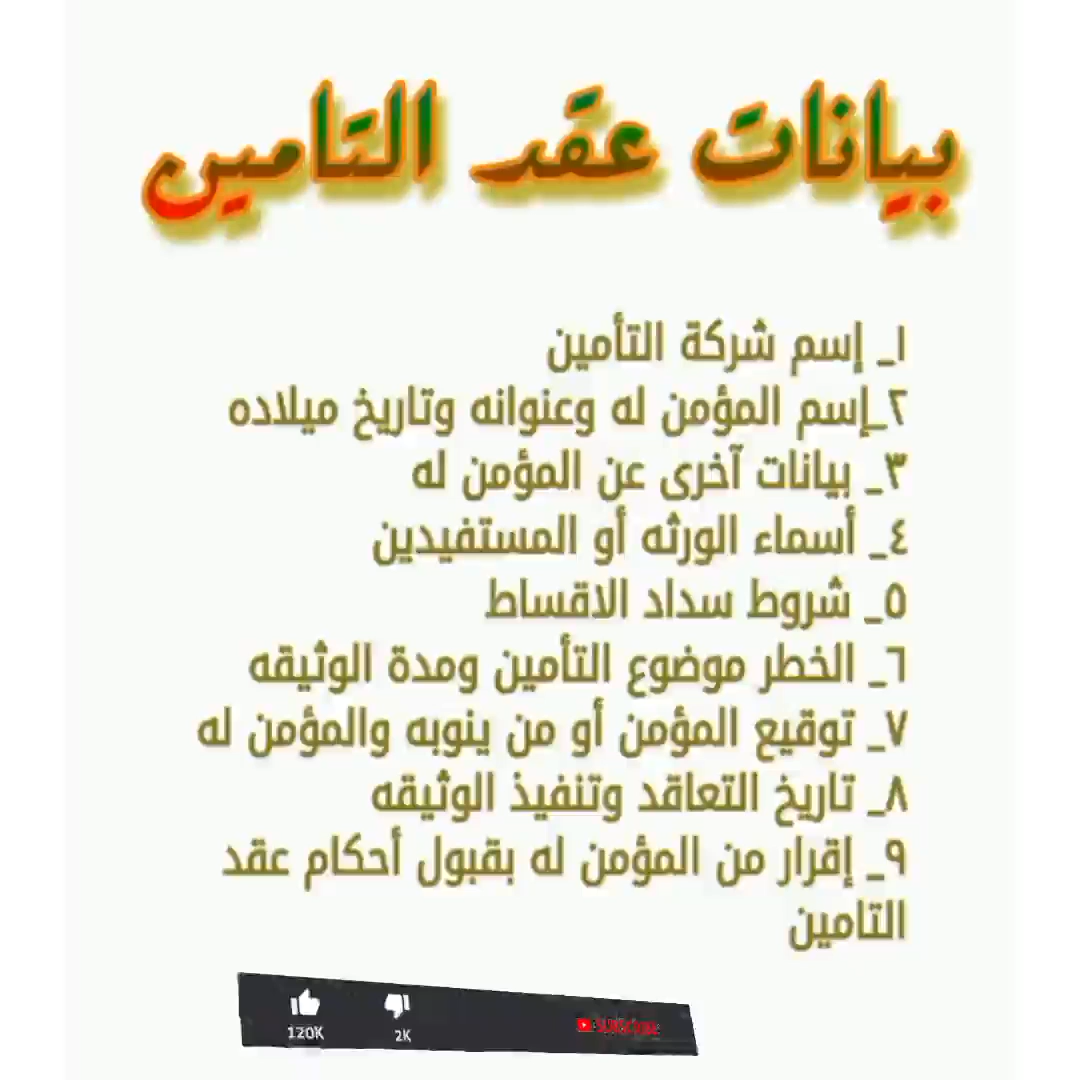 بيانات عقد التامين
١_ إسم شركة التأمين
٢_إسم المؤمن له وعنوانه وتاريخ ميلاده
٣_ بيانات آخرى عن المؤمن له
٤_ أسماء الورثه أو المستفيدين
٥_ شروط سداد الاقساط
٦_ الخطر موضوع التأمين ومدة الوثيقه
٧_ توقيع المؤمن أو من ينوبه والمؤمن له
٨_ تاريخ التعاقد وتنفيذ الوثيقه
٩_ إقرار من المؤمن له بقبول أحكام عقد
التامين
120K 2K SUBSCRIBE